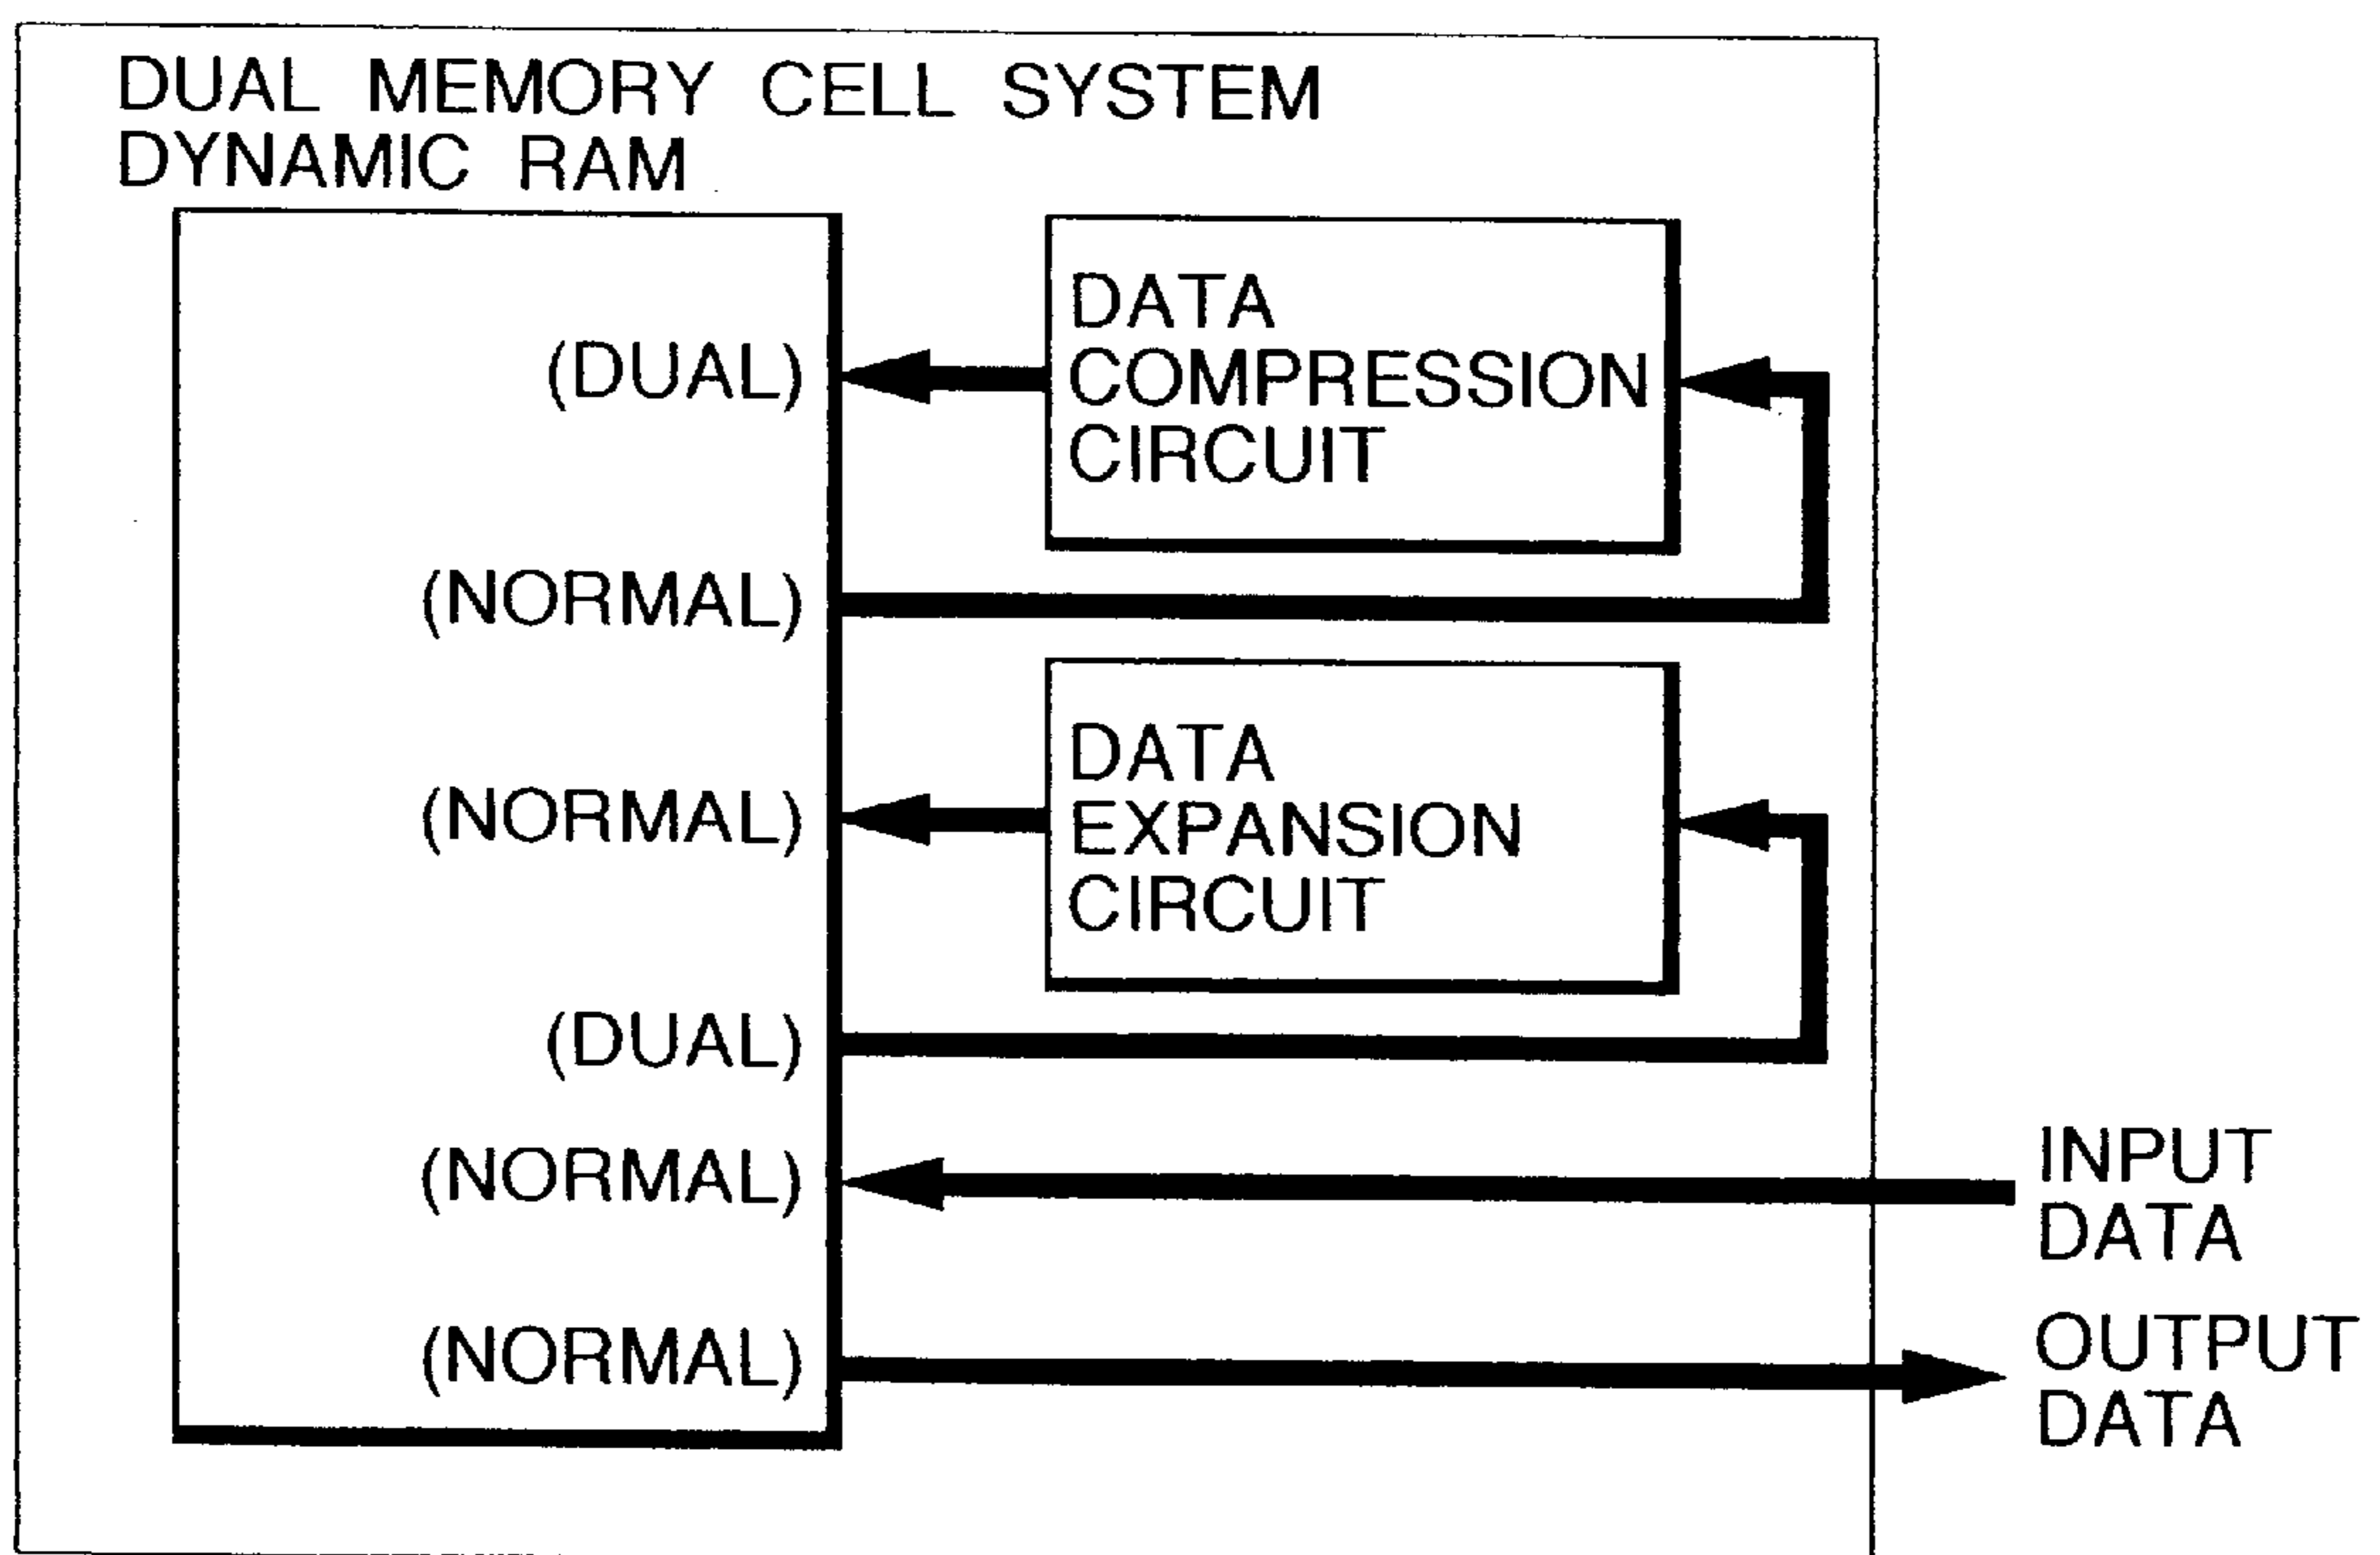 DUAL MEMORY CELL SYSTEM
DYNAMIC RAM
(DUAL)
DATA
COMPRESSION
CIRCUIT
(NORMAL)
(NORMAL)
DATA
EXPANSION
CIRCUIT
(DUAL)
(NORMAL)
INPUT
DATA
(NORMAL)
OUTPUT
DATA